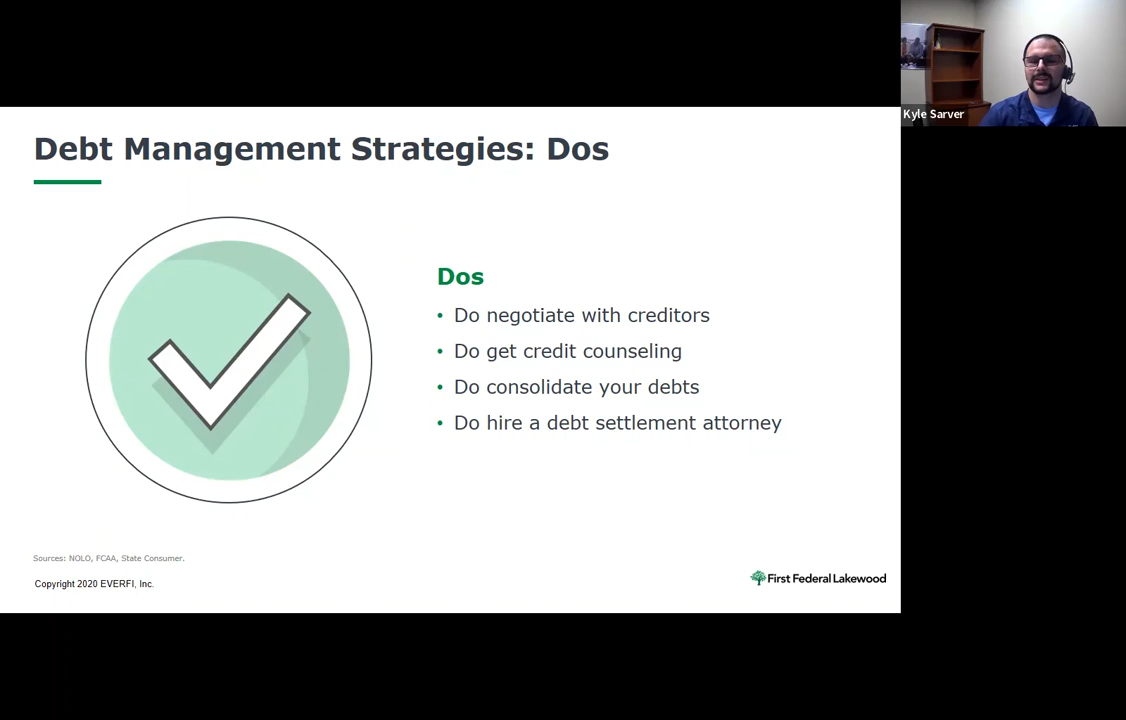 Kyle Sarver
Debt Management Strategies: Dos
Dos
• Do negotiate with creditors
• Do get credit counseling
• Do consolidate your debts
• Do hire a debt settlement attorney
Sources: NOLO, FCAA, State Consumer.
Copyright 2020 EVERFI, Inc.
First Federal Lakewood